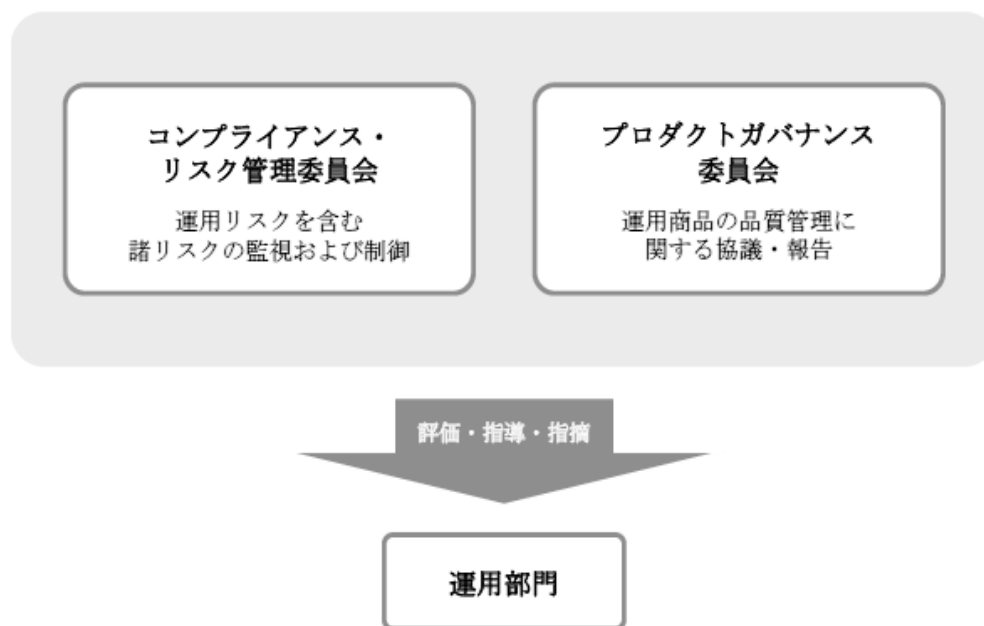 コンプライアンス・
リスク管理委員会
運用リスクを含む
諸リスクの監視および制御
プロダクトガバナンス
委員会
運用商品の品質管理に
関する協議・報告
評価・指導・指摘
運用部門